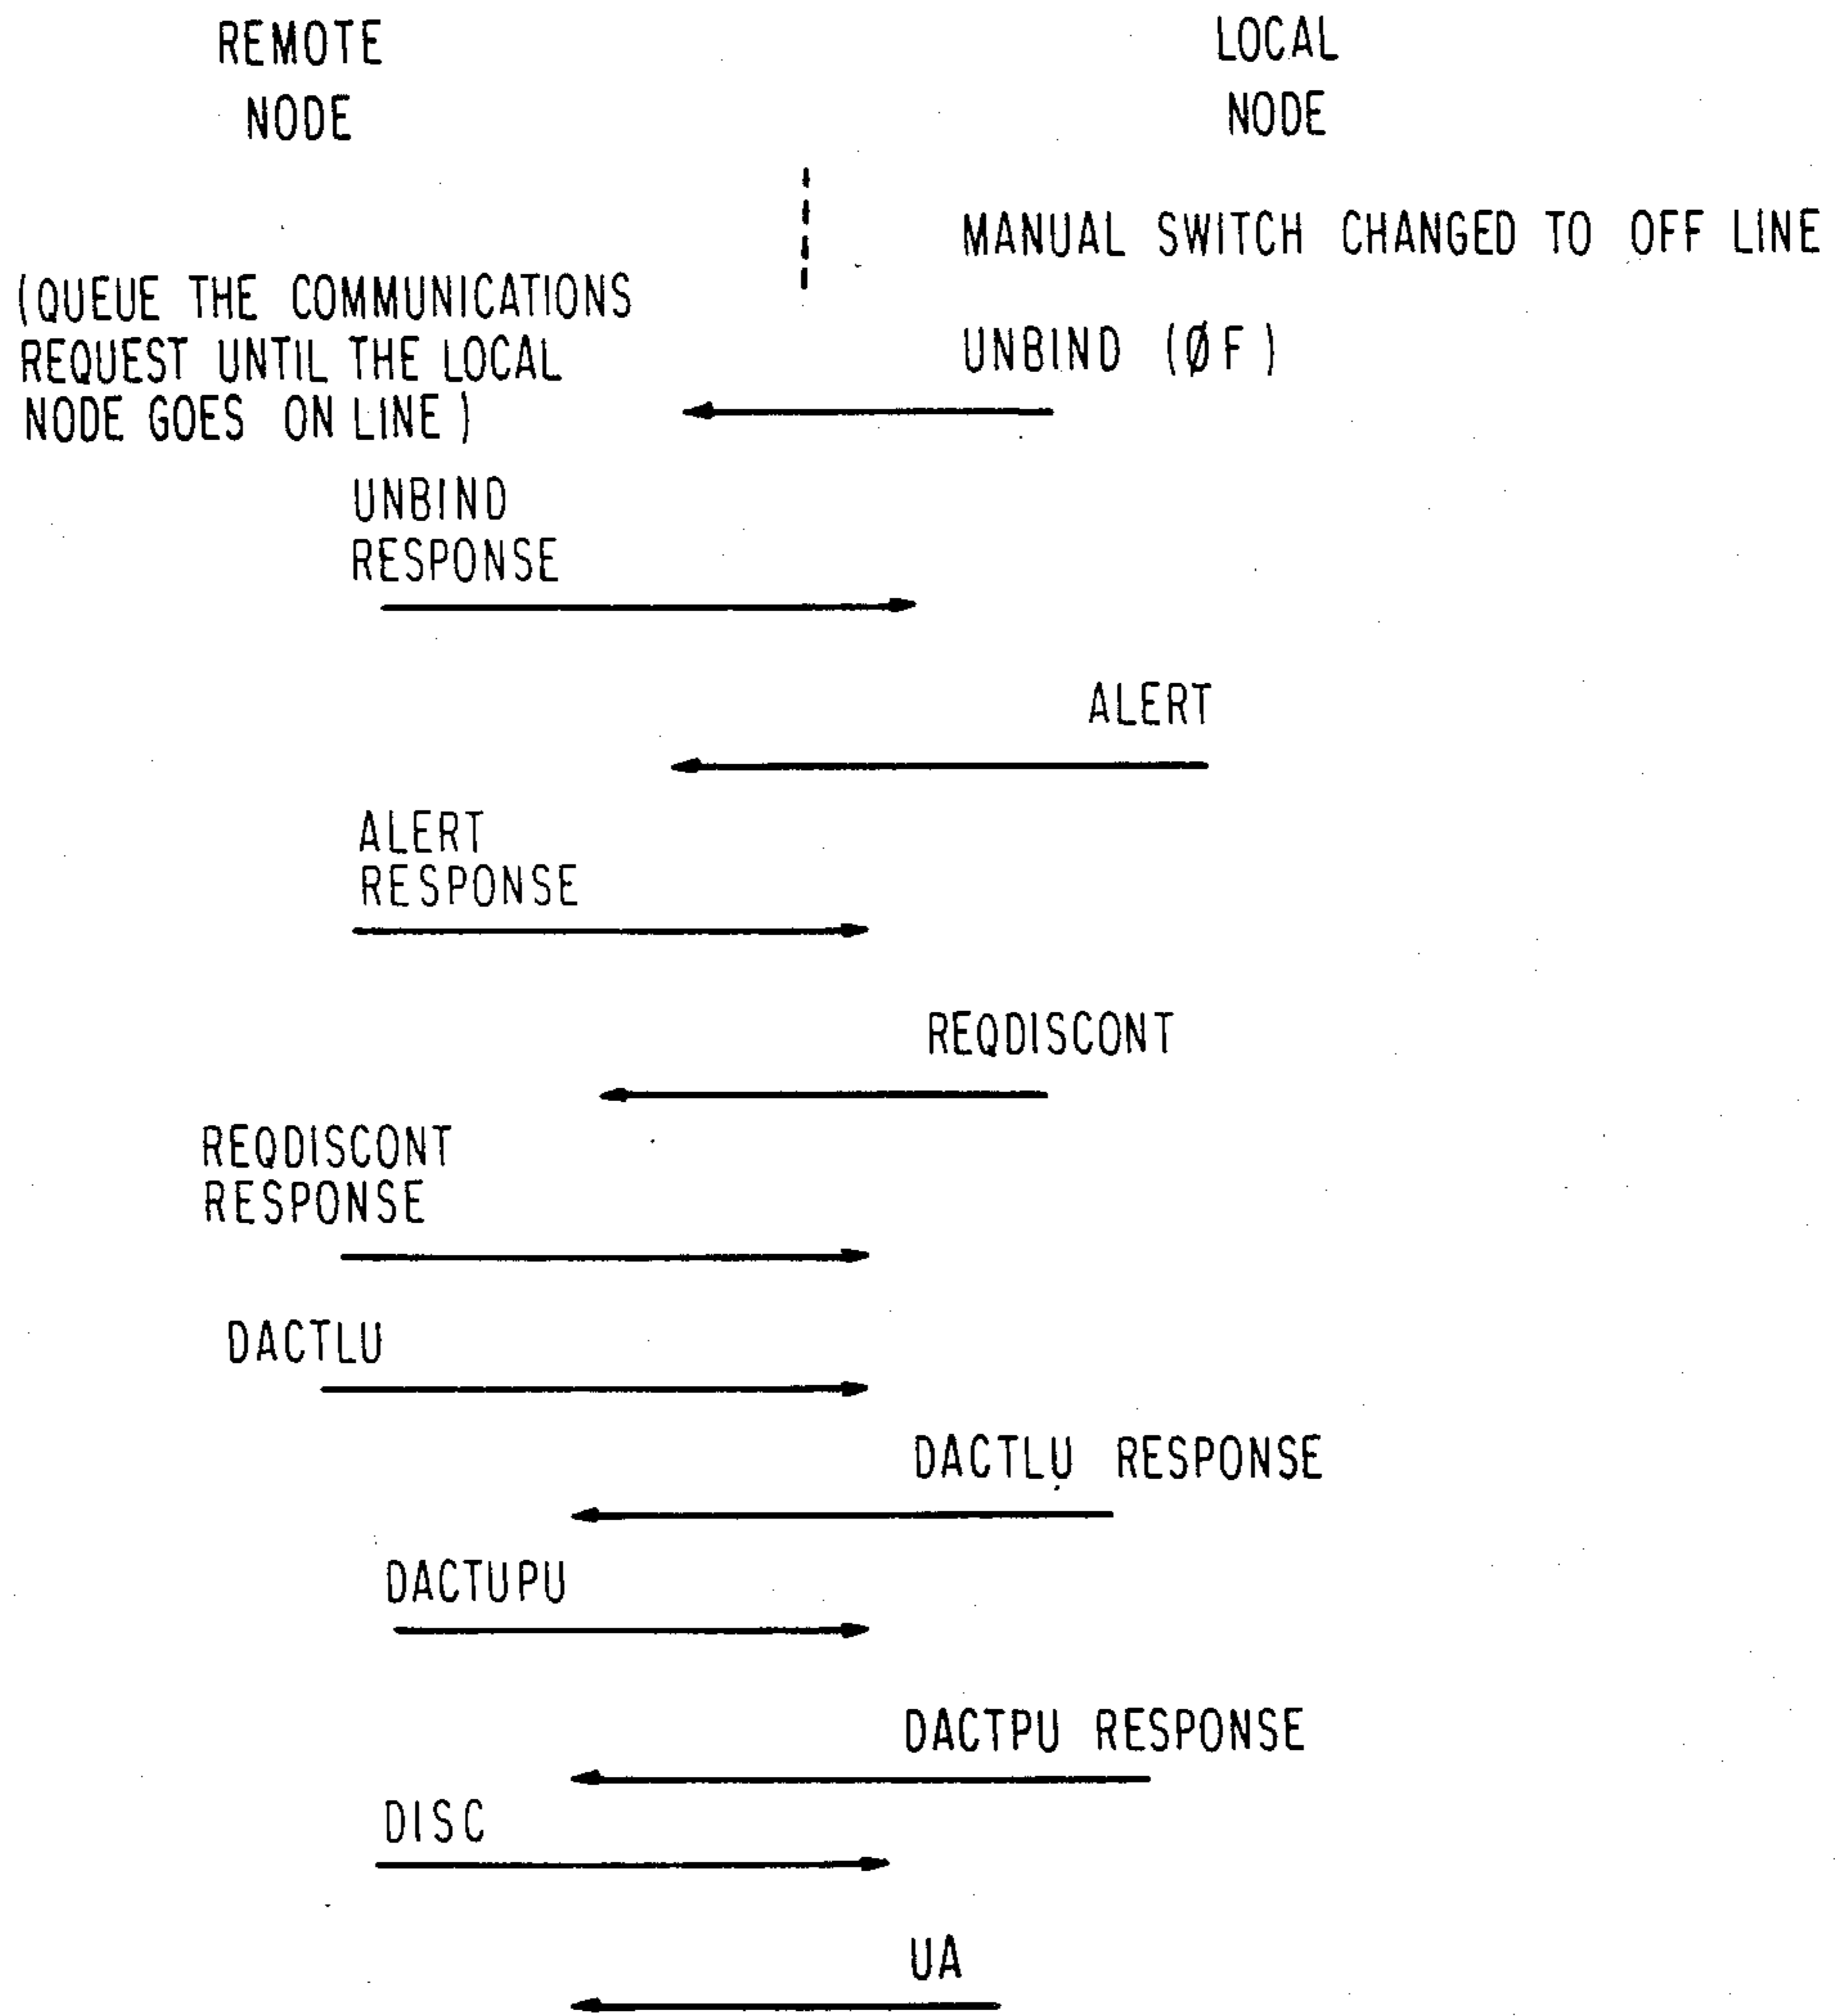 REMOTE
NODE
LOCAL
NODE
MANUAL SWITCH CHANGED TO OFF LINE
(QUEUE THE COMMUNICATIONS
REQUEST UNTIL THE LOCAL
NODE GOES ON LINE)
UNBIND (ØF)
UNBIND
RESPONSE
ALERT
ALERT
RESPONSE
REQDISCONT
REQDISCONT
RESPONSE
DACTLU
DACTLU RESPONSE
DACTUPU
DACTPU RESPONSE
DISC
UA